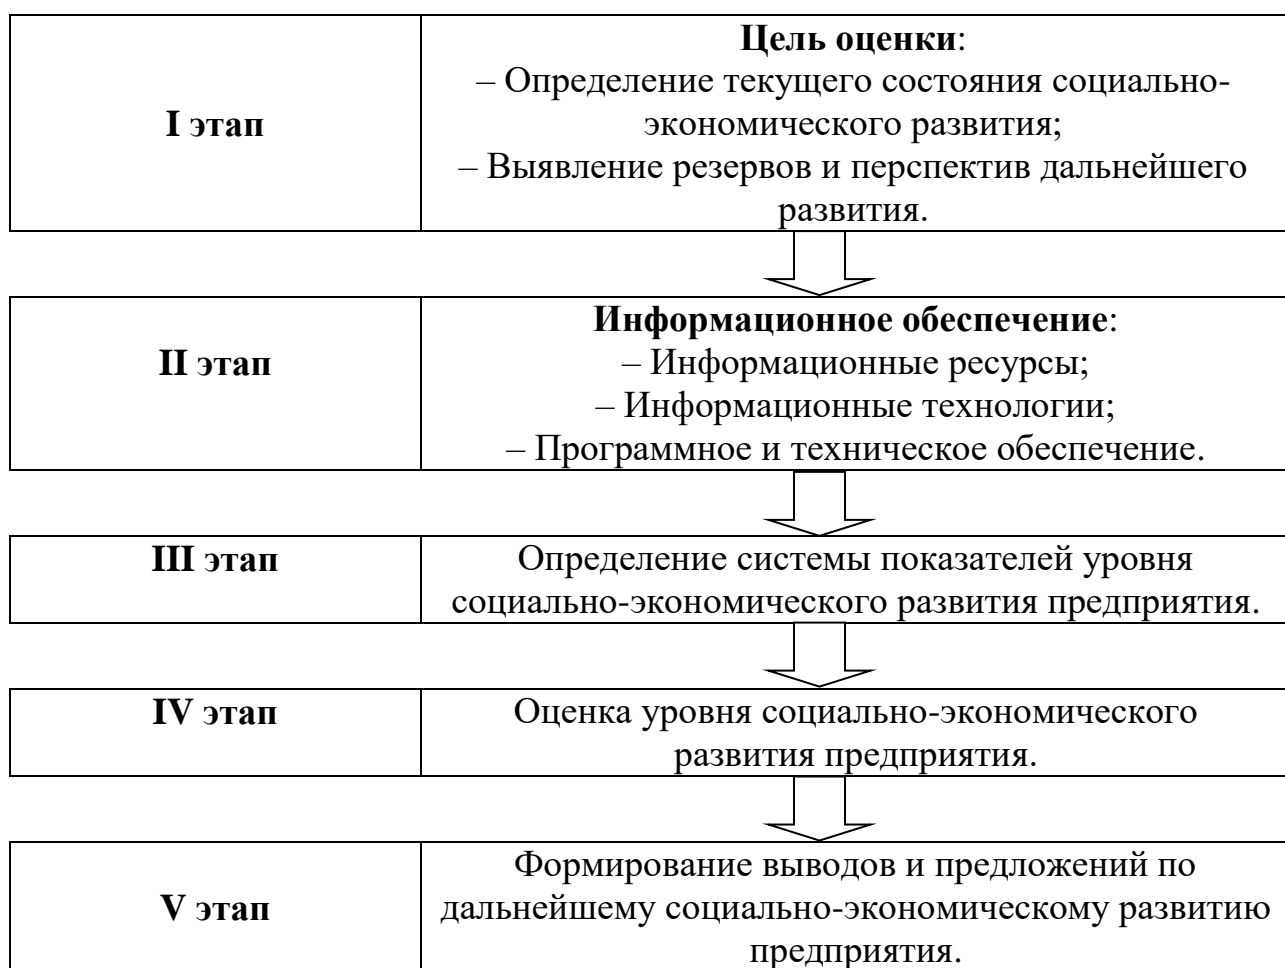 I этап
Цель оценки:
– Определение текущего состояния социально-
экономического развития;
– Выявление резервов и перспектив дальнейшего
развития.
II этап
Информационное обеспечение:
– Информационные ресурсы;
– Информационные технологии;
– Программное и техническое обеспечение.
III этап
Определение системы показателей уровня
социально-экономического развития предприятия.
IV этап
Оценка уровня социально-экономического
развития предприятия.
V этап
Формирование выводов и предложений по
дальнейшему социально-экономическому развитию
предприятия.